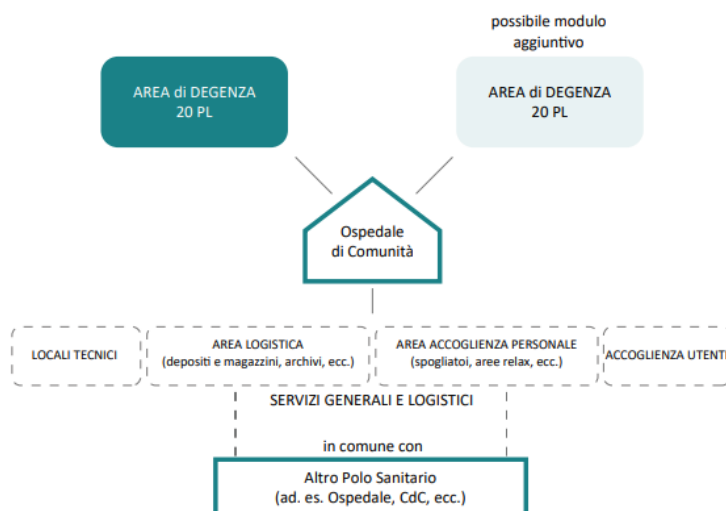 possibile modulo
aggiuntivo
AREA di DEGENZA
20 PL
AREA di DEGENZA
20 PL
Ospedale
di Comunità
LOCALI TECNICI
AREA LOGISTICA
(depositi e magazzini, archivi, ecc.)
AREA ACCOGLIENZA PERSONALE
(spogliatoi, aree relax, ecc.)
ACCOGLIENZA UTENTI
SERVIZI GENERALI E LOGISTICI
in comune con
Altro Polo Sanitario
(ad. es. Ospedale, CdC, ecc.)